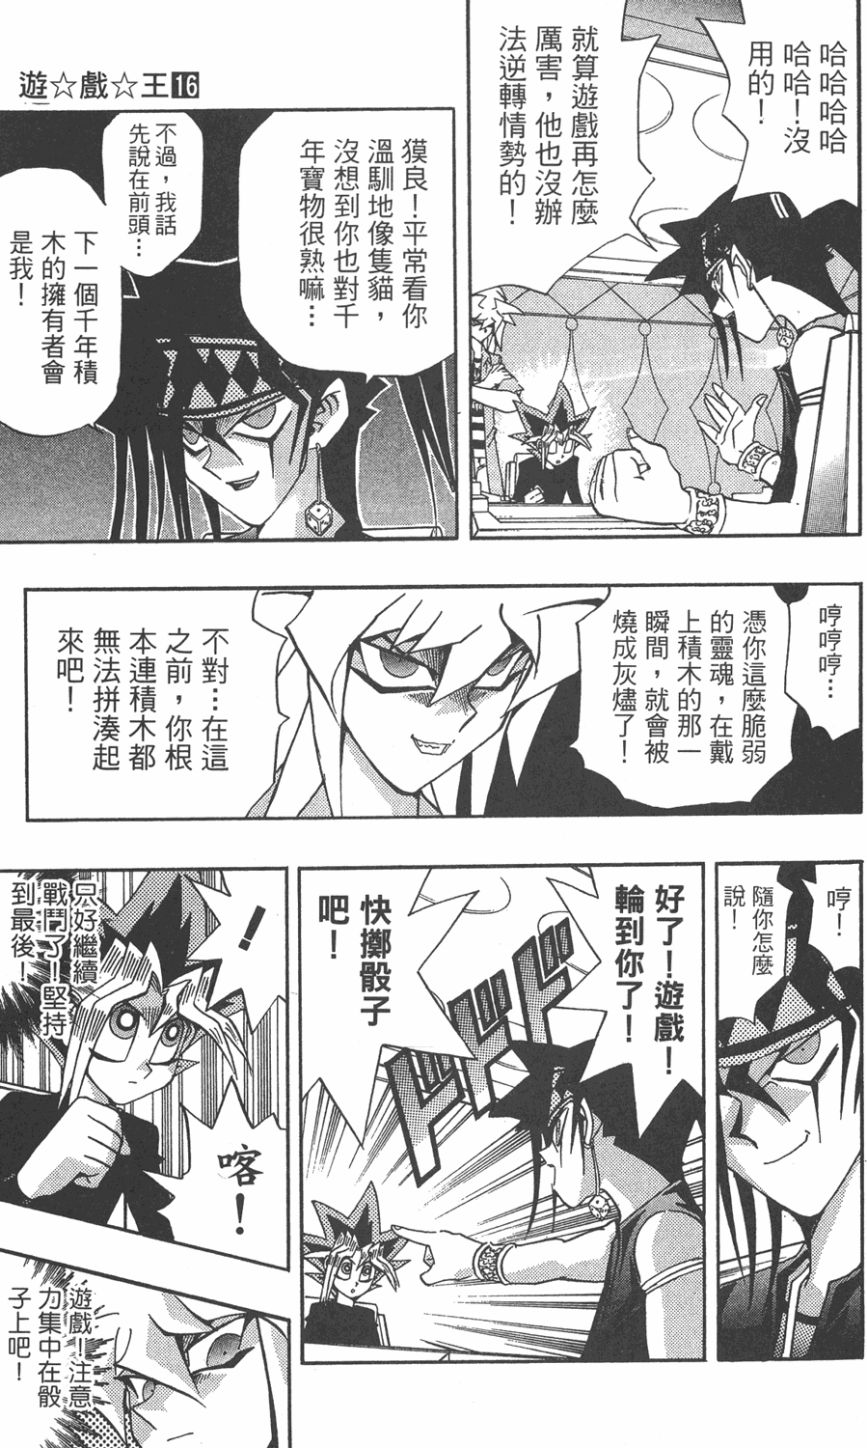 遊☆戲☆王16
哈哈哈哈
哈哈！沒
用的！
就算遊戲再怎麼
厲害，他也沒辦
法逆轉情勢的！
獏良！平常看你
溫馴地像隻貓，
沒想到你也對千
年寶物很熟嘛…
不過，我話
先說在前頭…
下一個千年積
木的擁有者會
是我！
哼哼哼…
憑你這麼脆弱
的靈魂，在戴
上積木的那一
瞬間，就會被
燒成灰燼了！
不對…在這
之前，你根
本連積木都
無法拼湊起
來吧！
哼！
隨你怎麼
說！
好了！遊戲！
輪到你了！
快擲骰子
吧！
ドドド
！
只好繼續
戰鬥了！堅持
到最後！
喀！
遊戲！注意
力集中在骰
子上吧！